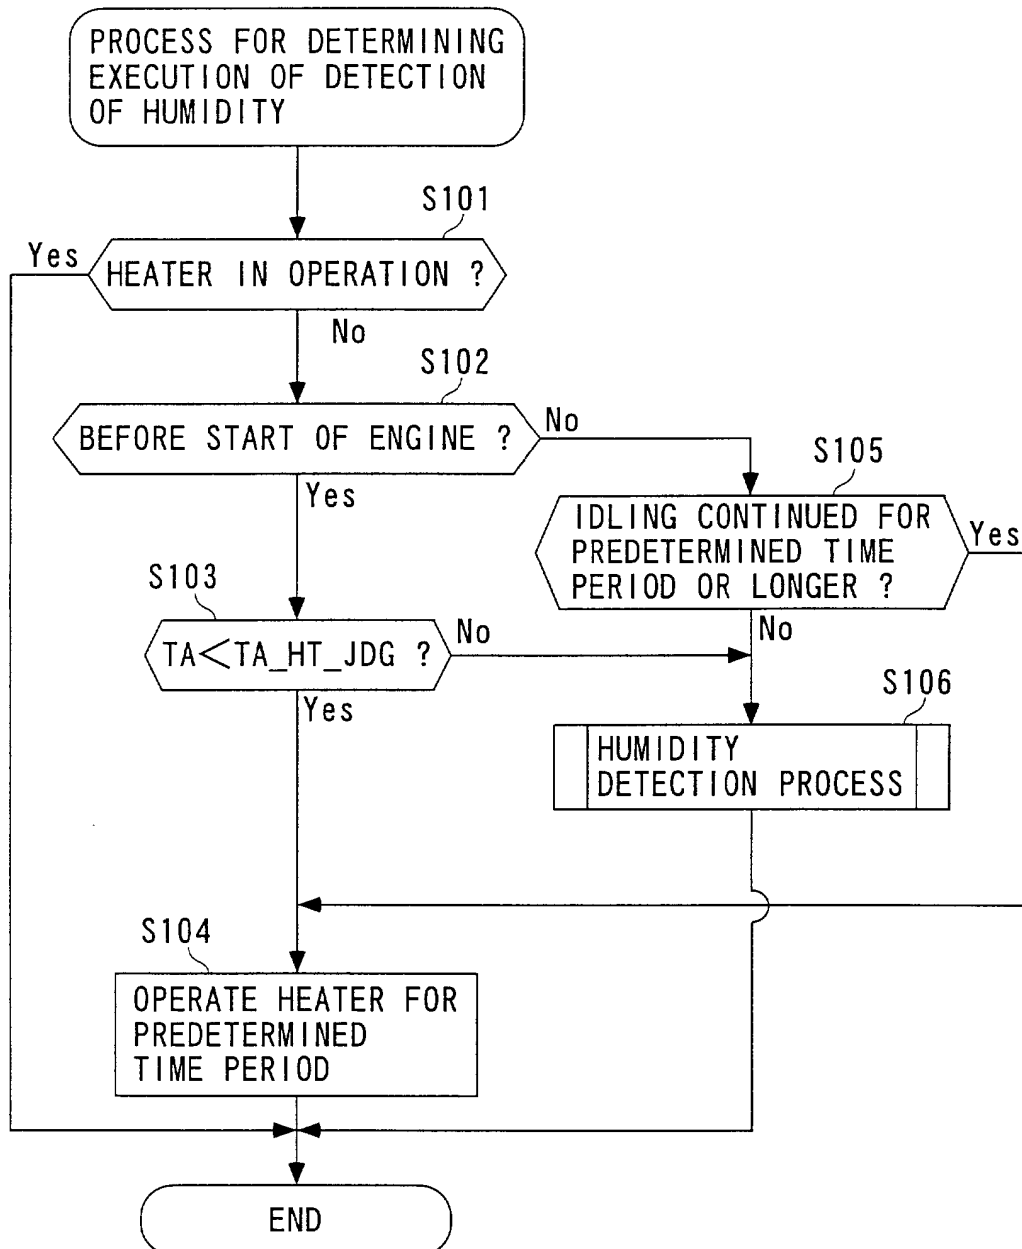 PROCESS FOR DETERMINING
EXECUTION OF DETECTION
OF HUMIDITY
S101
Yes
HEATER IN OPERATION ?
No
S102
BEFORE START OF ENGINE ?
No
Yes
S105
IDLING CONTINUED FOR
PREDETERMINED TIME
PERIOD OR LONGER ?
Yes
No
S103
TA<TA_HT_JDG ?
No
Yes
S106
HUMIDITY
DETECTION PROCESS
S104
OPERATE HEATER FOR
PREDETERMINED
TIME PERIOD
END